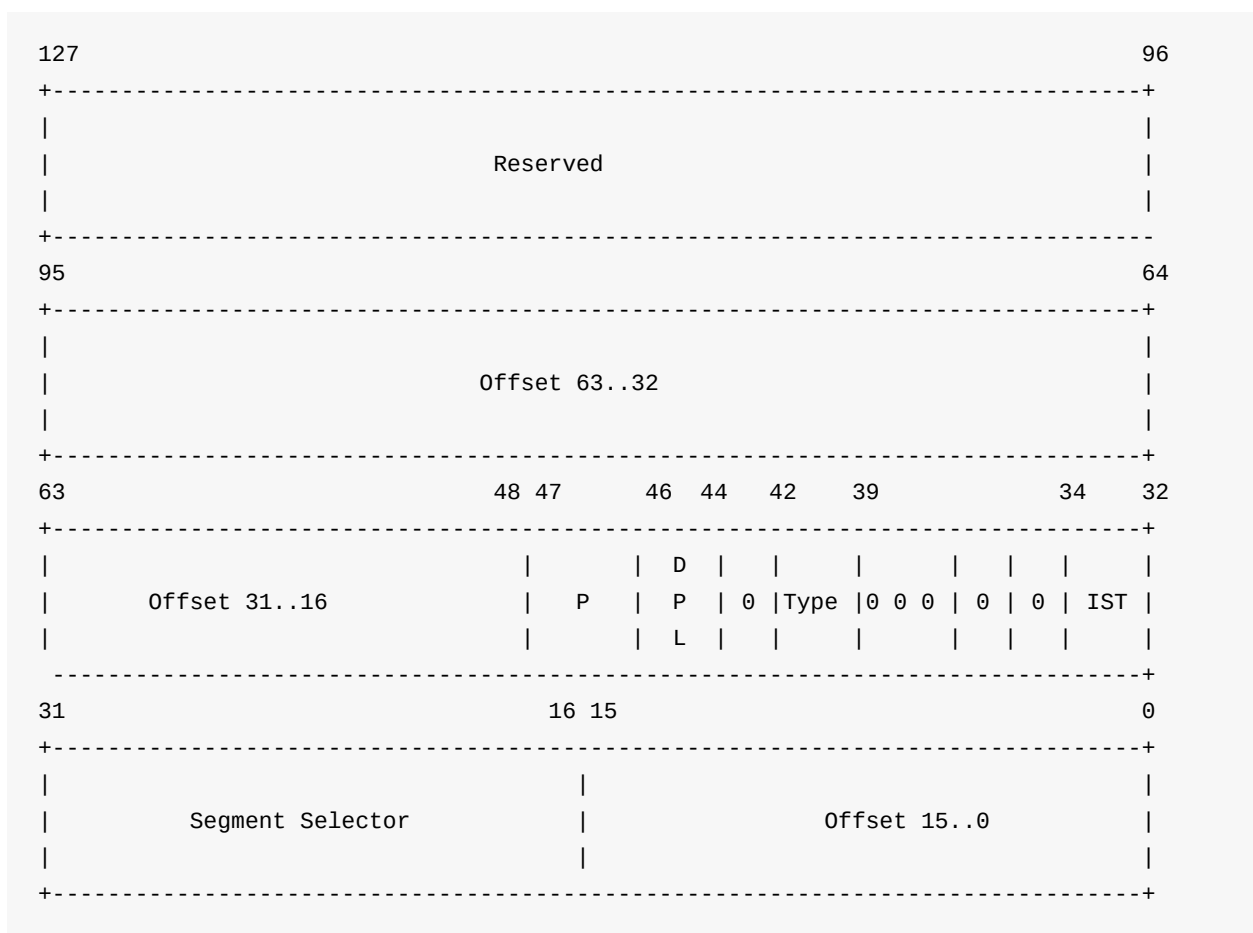 127                                                                             96
+-------------------------------------------------------------------------------+
|                                                                               |
|                                Reserved                                       |
|                                                                               |
+--------------------------------------------------------------------------------
95                                                                              64
+-------------------------------------------------------------------------------+
|                                                                               |
|                               Offset 63..32                                   |
|                                                                               |
+-------------------------------------------------------------------------------+
63                               48 47      46  44   42    39             34    32
+-------------------------------------------------------------------------------+
|                                  |       |  D  |   |     |      |   |   |     |
|       Offset 31..16              |   P   |  P  | 0 |Type |0 0 0 | 0 | 0 | IST |
|                                  |       |  L  |   |     |      |   |   |     |
 -------------------------------------------------------------------------------+
31                                   16 15                                      0
+-------------------------------------------------------------------------------+
|                                      |                                        |
|          Segment Selector            |                 Offset 15..0           |
|                                      |                                        |
+-------------------------------------------------------------------------------+